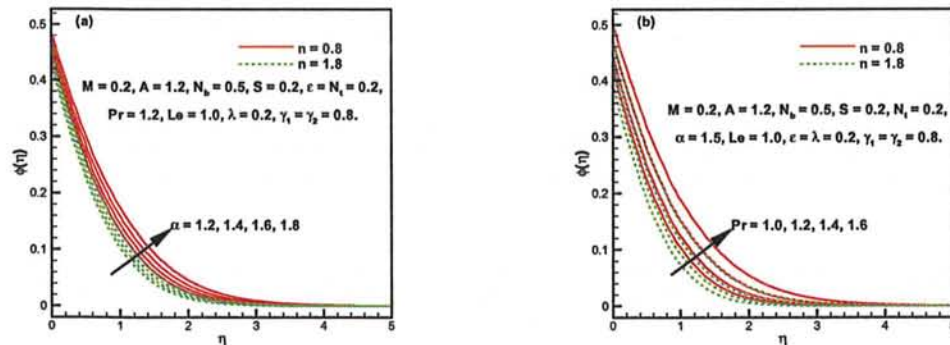 (a)
0.5
0.4
0.3
0.2
0.1
0
ϕ(η)
n = 0.8
n = 1.8
M = 0.2, A = 1.2, N_b = 0.5, S = 0.2, ε = N_t = 0.2,
Pr = 1.2, Le = 1.0, λ = 0.2, γ₁ = γ₂ = 0.8.
α = 1.2, 1.4, 1.6, 1.8
0 1 2 3 4 5
η
(b)
0.5
0.4
0.3
0.2
0.1
0
ϕ(η)
n = 0.8
n = 1.8
M = 0.2, A = 1.2, N_b = 0.5, S = 0.2, N_t = 0.2,
α = 1.5, Le = 1.0, ε = λ = 0.2, γ₁ = γ₂ = 0.8.
Pr = 1.0, 1.2, 1.4, 1.6
0 1 2 3 4 5
η